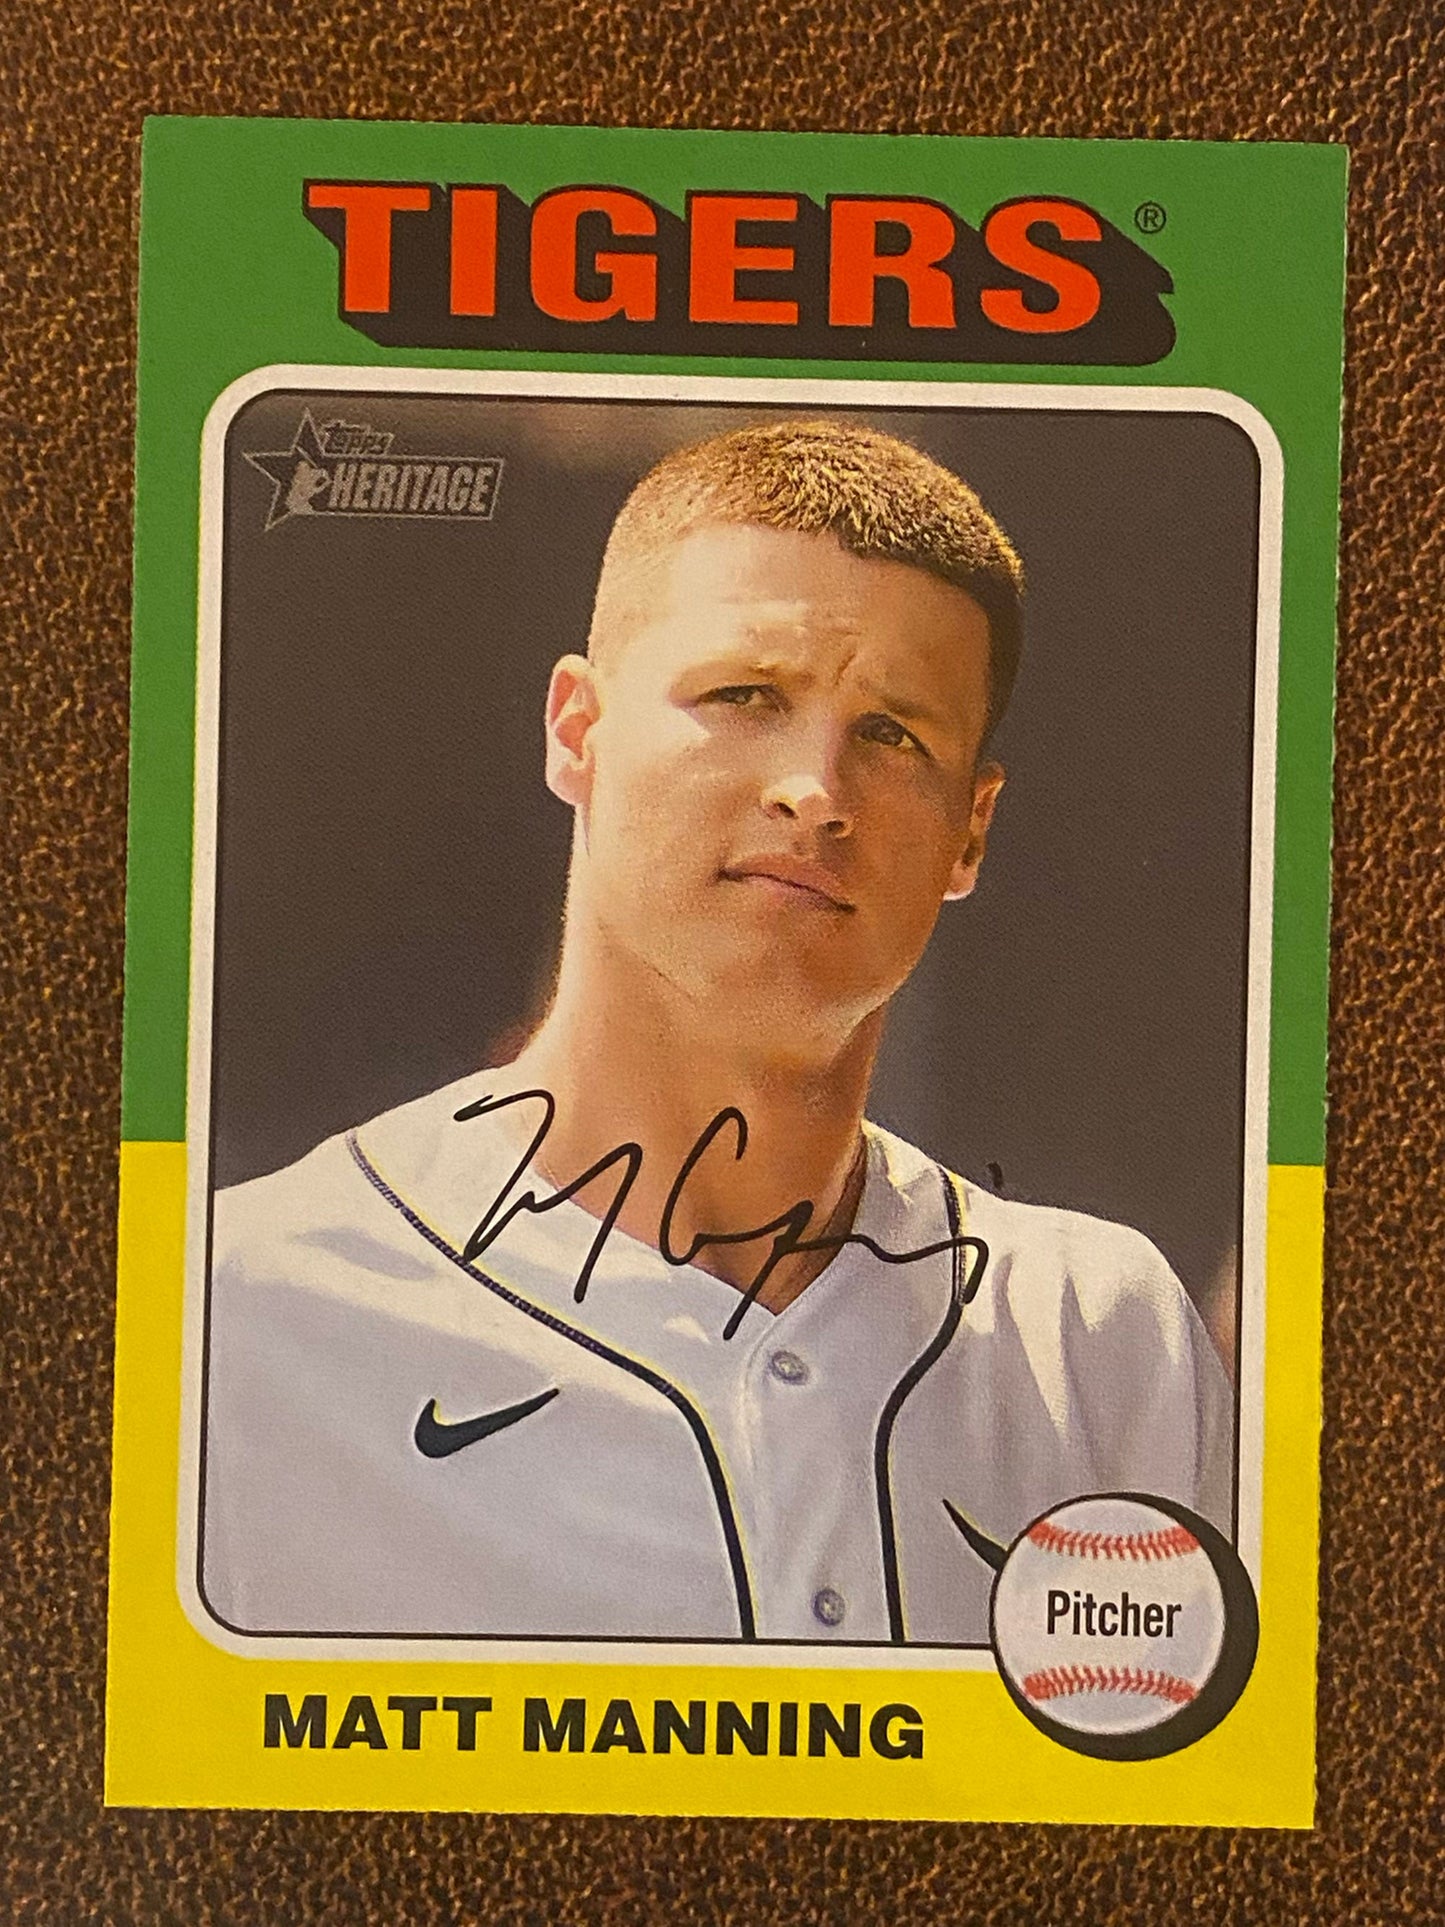 TIGERS®
topps
HERITAGE
Pitcher
MATT MANNING